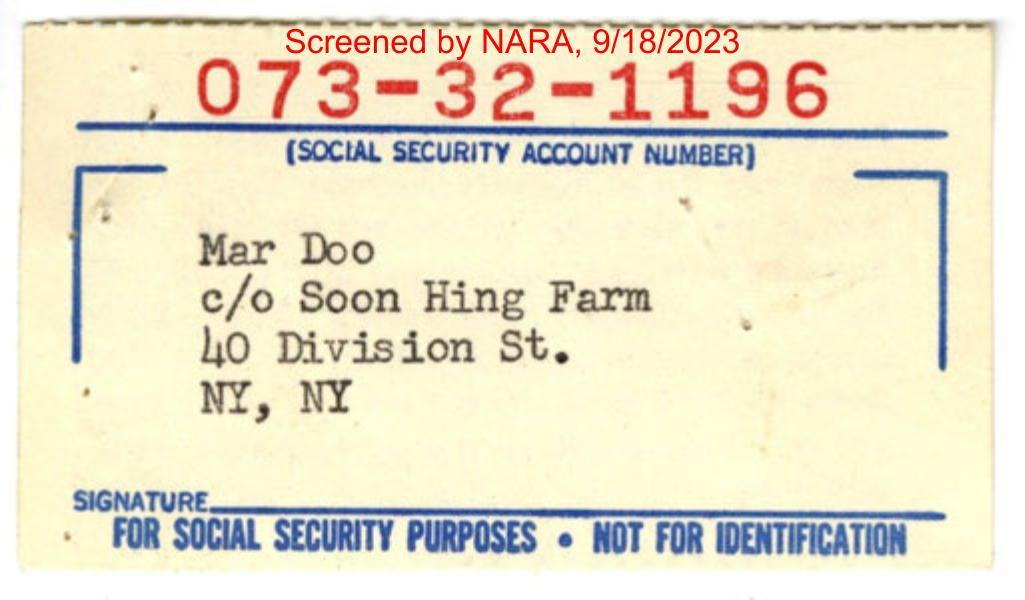 Screened by NARA, 9/18/2023
073-32-1196
(SOCIAL SECURITY ACCOUNT NUMBER)
Mar Doo
c/o Soon Hing Farm
40 Division St.
NY, NY
SIGNATURE
FOR SOCIAL SECURITY PURPOSES • NOT FOR IDENTIFICATION